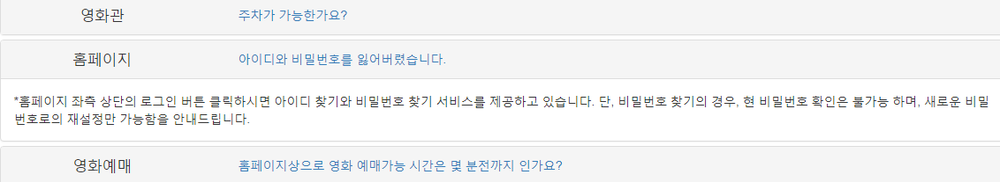 영화관 주차가 가능한가요?
홈페이지 아이디와 비밀번호를 잃어버렸습니다.
*홈페이지 좌측 상단의 로그인 버튼 클릭하시면 아이디 찾기와 비밀번호 찾기 서비스를 제공하고 있습니다. 단, 비밀번호 찾기의 경우, 현 비밀번호 확인은 불가능 하며, 새로운 비밀
번호로의 재설정만 가능함을 안내드립니다.
영화예매 홈페이지상으로 영화 예매가능 시간은 몇 분전까지 인가요?